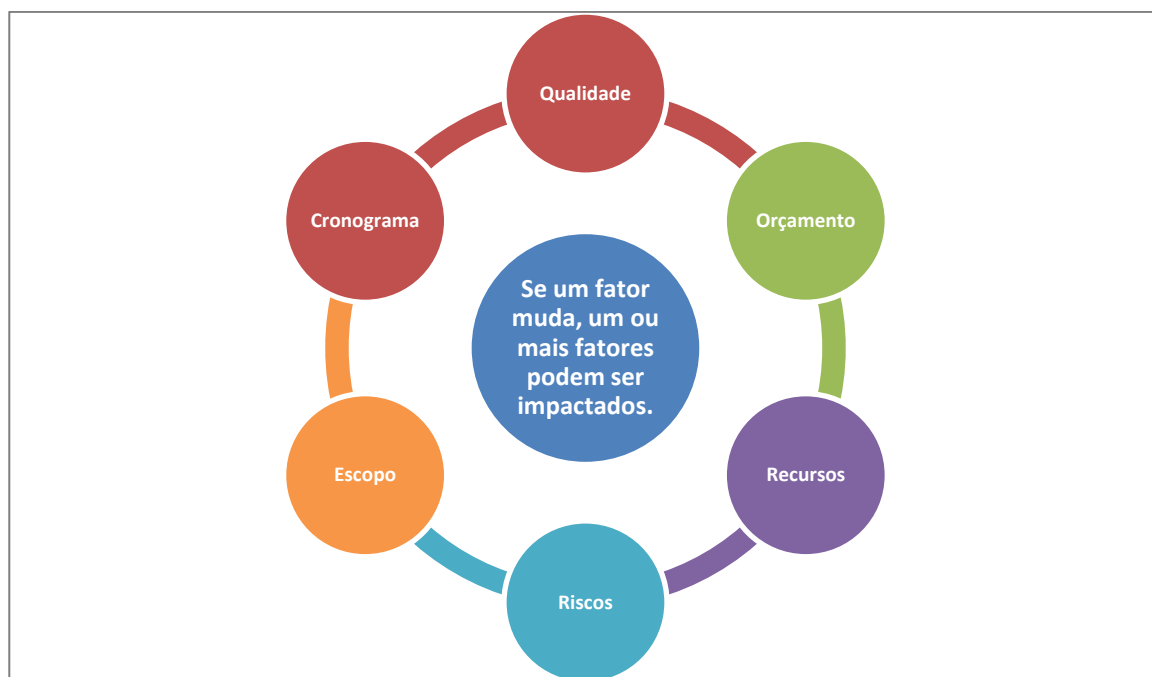 Qualidade
Cronograma
Orçamento
Se um fator
muda, um ou
mais fatores
podem ser
impactados.
Escopo
Recursos
Riscos